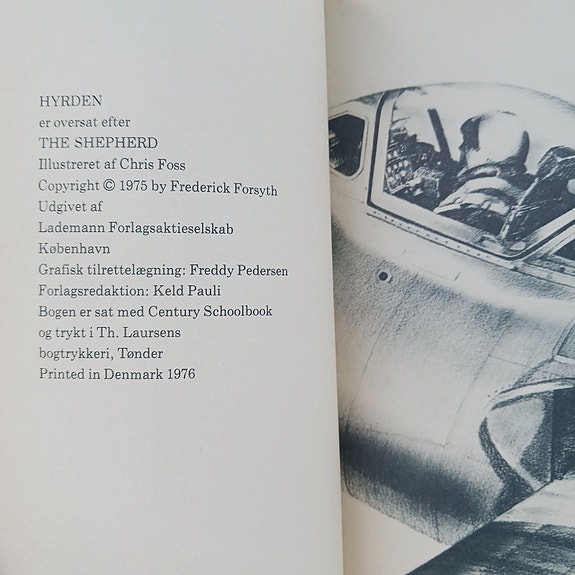 HYRDEN
er oversat efter
THE SHEPHERD
Illustreret af Chris Foss
Copyright © 1975 by Frederick Forsyth
Udgivet af
Lademann Forlagsaktieselskab
København
Grafisk tilrettelægning: Freddy Pedersen
Forlagsredaktion: Keld Pauli
Bogen er sat med Century Schoolbook
og trykt i Th. Laursens
bogtrykkeri, Tønder
Printed in Denmark 1976